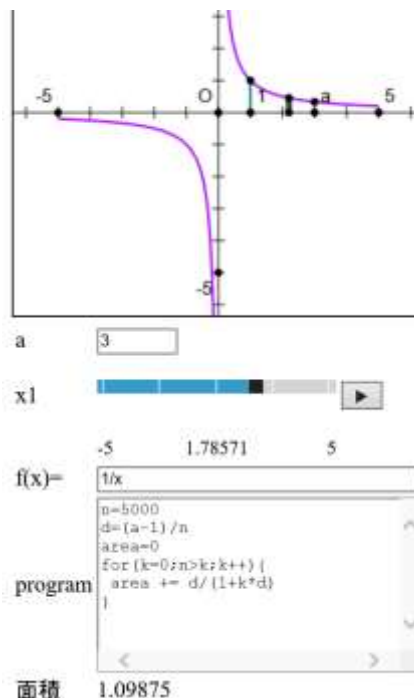 -5 O 1 a 5
-5
a 3
x1
-5 1.78571 5
f(x)= 1/x
n=5000
d=(a-1)/n
area=0
for(k=0;n>k;k++){
program
area += d/(1+k*d)
}
面積 1.09875